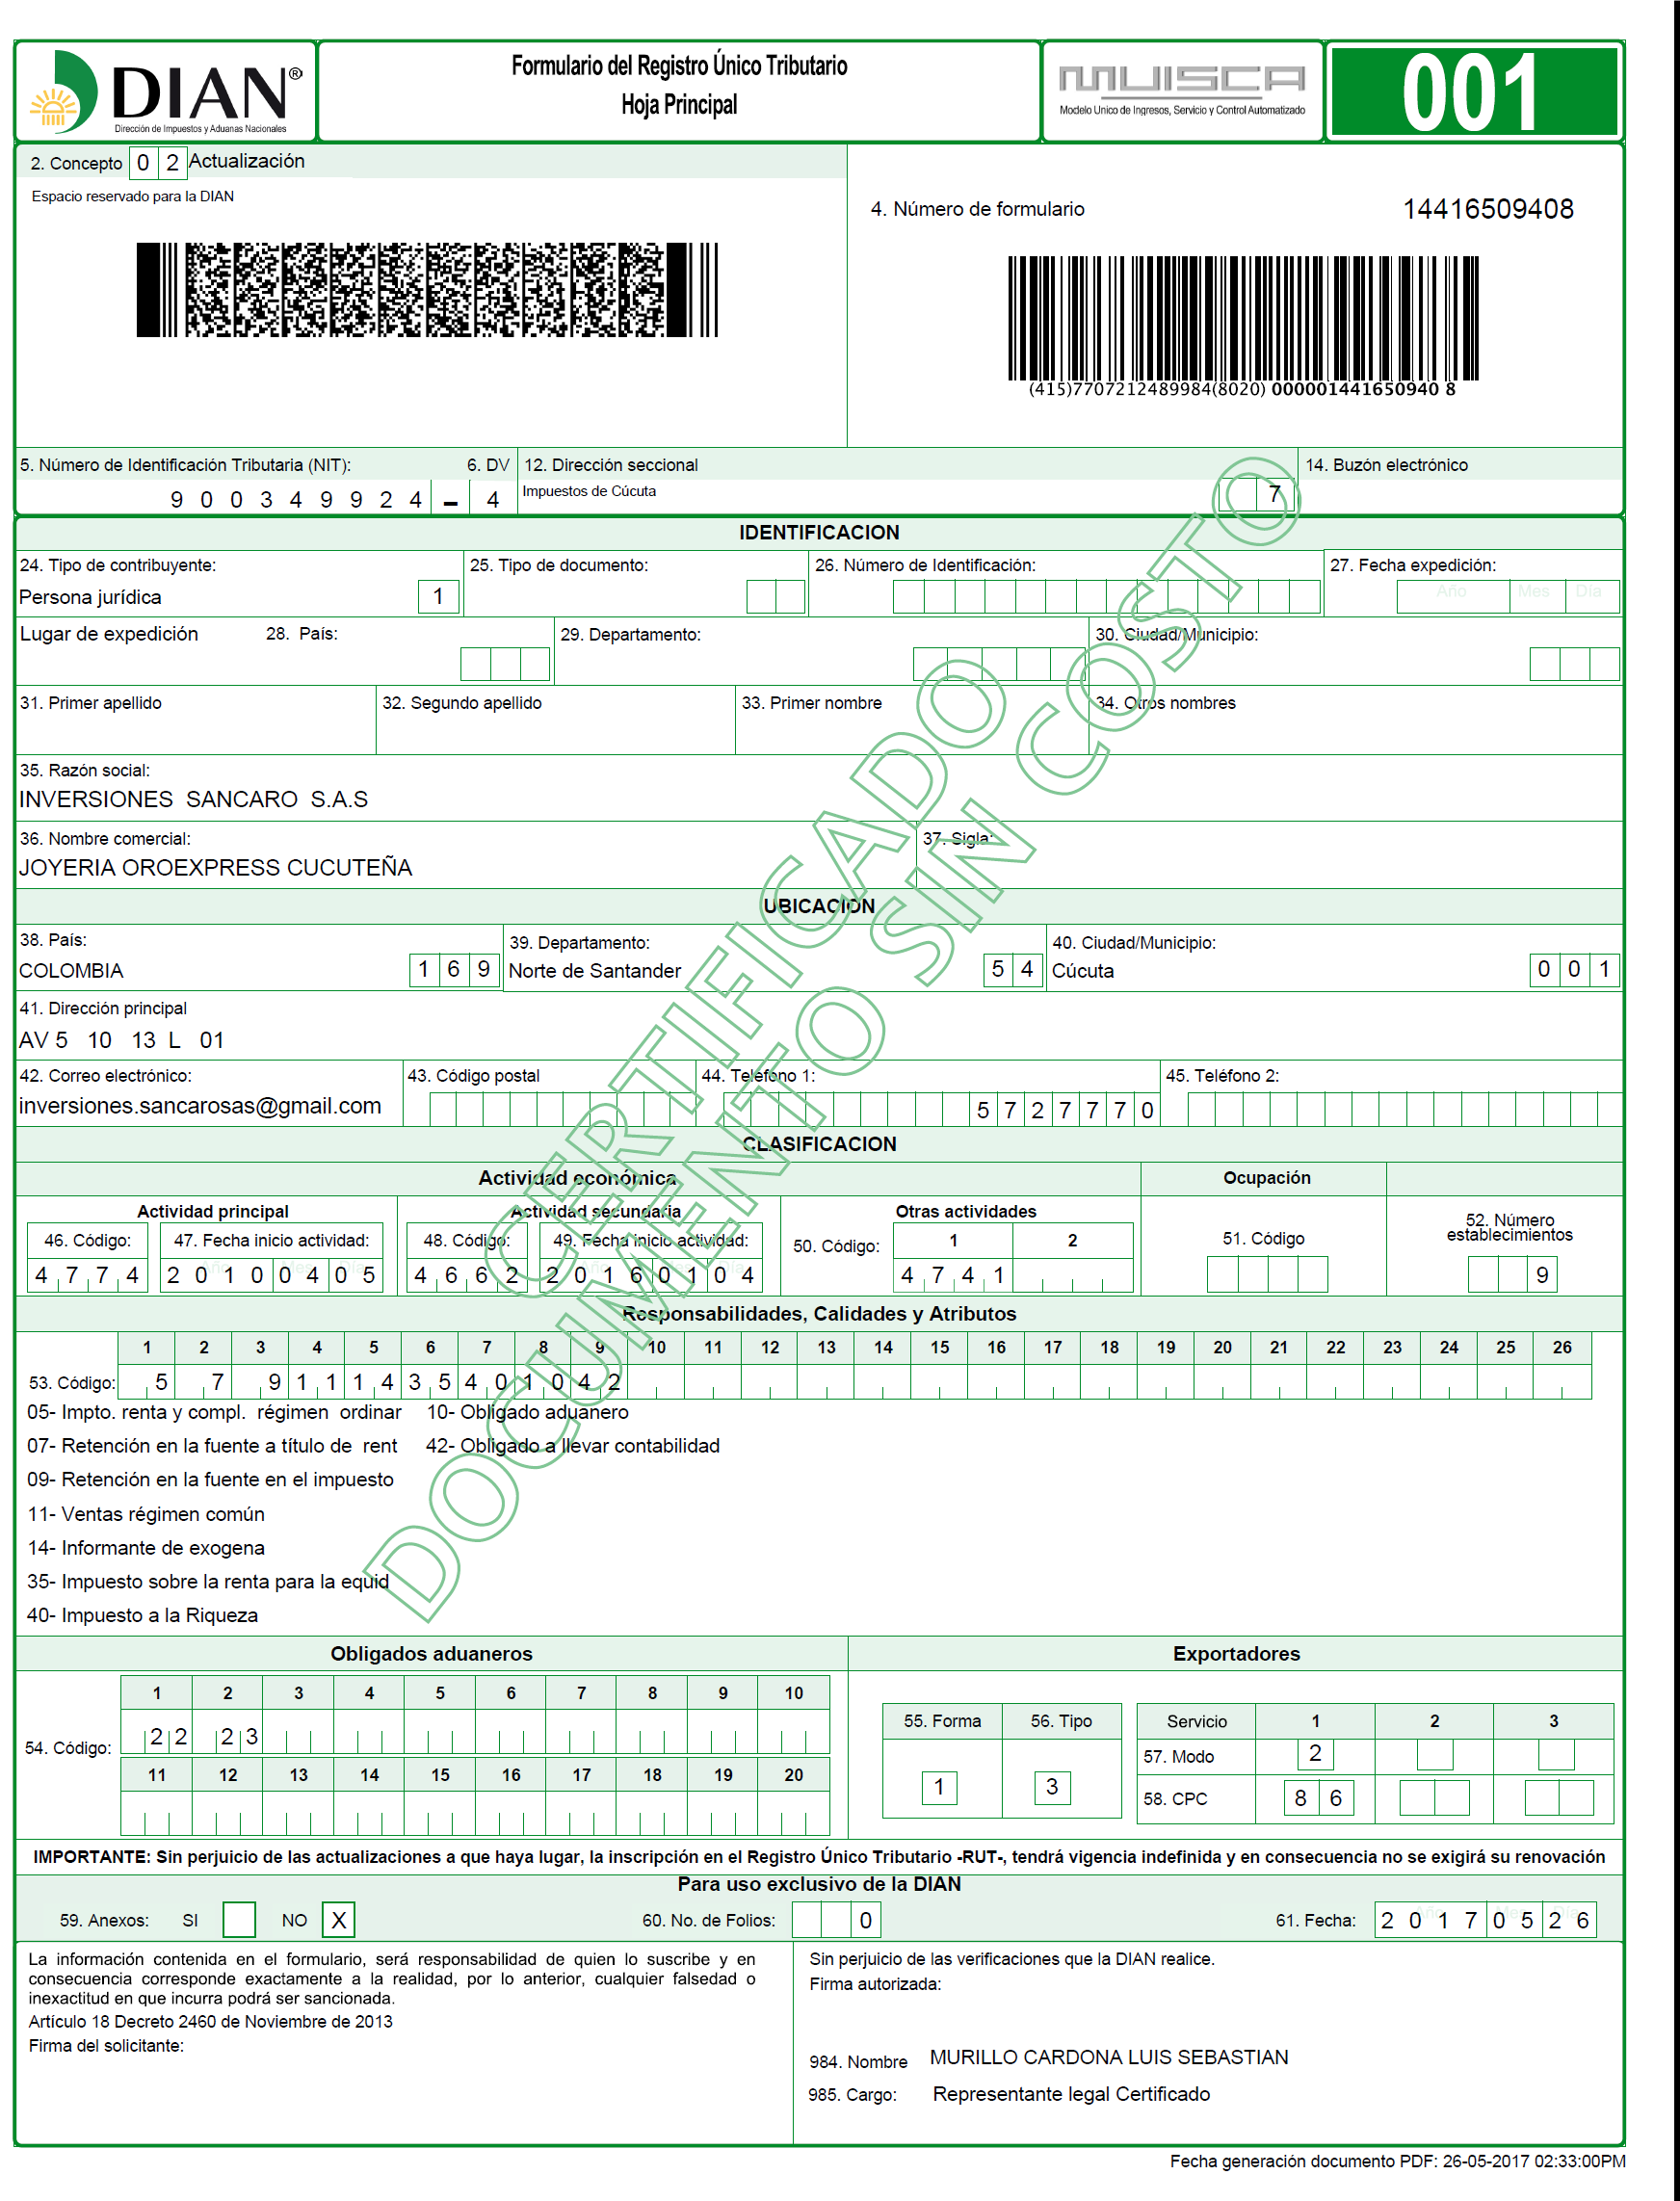 DIAN®
Dirección de Impuestos y Aduanas Nacionales
Formulario del Registro Único Tributario
Hoja Principal
MUISCA
Modelo Unico de Ingresos, Servicio y Control Automatizado
001
2. Concepto 0 2 Actualización
Espacio reservado para la DIAN
4. Número de formulario 14416509408
(415)7707212489984(8020) 000001441650940 8
5. Número de Identificación Tributaria (NIT): 6. DV 12. Dirección seccional 14. Buzón electrónico
9 0 0 3 4 9 9 2 4 - 4 Impuestos de Cúcuta 7
IDENTIFICACION
24. Tipo de contribuyente: 25. Tipo de documento: 26. Número de Identificación: 27. Fecha expedición:
Persona jurídica 1 Año Mes Día
Lugar de expedición 28. País: 29. Departamento: 30. Ciudad/Municipio:
31. Primer apellido 32. Segundo apellido 33. Primer nombre 34. Otros nombres
35. Razón social:
INVERSIONES SANCARO S.A.S
36. Nombre comercial: 37. Sigla:
JOYERIA OROEXPRESS CUCUTEÑA
UBICACION
38. País: 39. Departamento: 40. Ciudad/Municipio:
COLOMBIA 1 6 9 Norte de Santander 5 4 Cúcuta 0 0 1
41. Dirección principal
AV 5 10 13 L 01
42. Correo electrónico: 43. Código postal 44. Teléfono 1: 45. Teléfono 2:
inversiones.sancarosas@gmail.com 5 7 2 7 7 7 0
CLASIFICACION
Actividad económica Ocupación
Actividad principal Actividad secundaria Otras actividades 52. Número establecimientos
46. Código: 47. Fecha inicio actividad: 48. Código: 49. Fecha inicio actividad: 50. Código: 1 2 51. Código
4 7 7 4 2 0 1 0 0 4 0 5 4 6 6 2 2 0 1 6 0 1 0 4 4 7 4 1 9
Responsabilidades, Calidades y Atributos
1 2 3 4 5 6 7 8 9 10 11 12 13 14 15 16 17 18 19 20 21 22 23 24 25 26
53. Código: 5 7 9 1 1 1 4 3 5 4 0 1 0 4 2
05- Impto. renta y compl. régimen ordinar 10- Obligado aduanero
07- Retención en la fuente a título de rent 42- Obligado a llevar contabilidad
09- Retención en la fuente en el impuesto
11- Ventas régimen común
14- Informante de exogena
35- Impuesto sobre la renta para la equid
40- Impuesto a la Riqueza
CERTIFICADO
DOCUMENTO SIN COSTO
Obligados aduaneros Exportadores
1 2 3 4 5 6 7 8 9 10
54. Código: 2 2 2 3
11 12 13 14 15 16 17 18 19 20
55. Forma 56. Tipo Servicio 1 2 3
1 3 57. Modo 2
58. CPC 8 6
IMPORTANTE: Sin perjuicio de las actualizaciones a que haya lugar, la inscripción en el Registro Único Tributario -RUT-, tendrá vigencia indefinida y en consecuencia no se exigirá su renovación
Para uso exclusivo de la DIAN
59. Anexos: SI NO X 60. No. de Folios: 0 61. Fecha: 2 0 1 7 0 5 2 6
La información contenida en el formulario, será responsabilidad de quien lo suscribe y en
consecuencia corresponde exactamente a la realidad, por lo anterior, cualquier falsedad o
inexactitud en que incurra podrá ser sancionada.
Artículo 18 Decreto 2460 de Noviembre de 2013
Firma del solicitante:
Sin perjuicio de las verificaciones que la DIAN realice.
Firma autorizada:
984. Nombre MURILLO CARDONA LUIS SEBASTIAN
985. Cargo: Representante legal Certificado
Fecha generación documento PDF: 26-05-2017 02:33:00PM